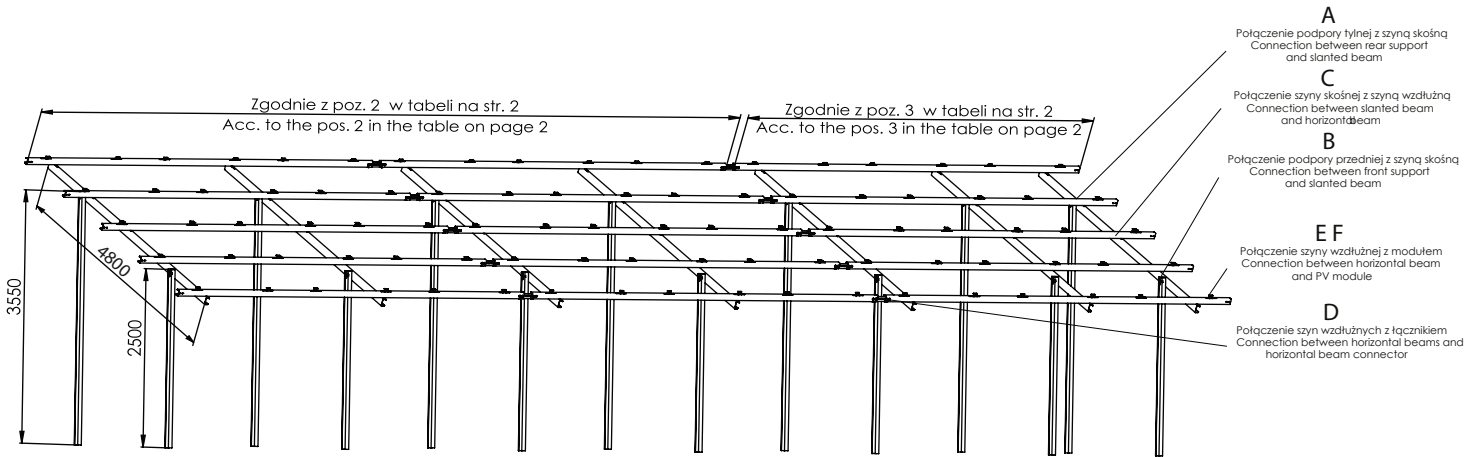 Zgodnie z poz. 2 w tabeli na str. 2
Acc. to the pos. 2 in the table on page 2
Zgodnie z poz. 3 w tabeli na str. 2
Acc. to the pos. 3 in the table on page 2
3550
4800
2500
A
Połączenie podpory tylnej z szyną skośną
Connection between rear support
and slanted beam
C
Połączenie szyny skośnej z szyną wzdłużną
Connection between slanted beam
and horizontal beam
B
Połączenie podpory przedniej z szyną skośną
Connection between front support
and slanted beam
E F
Połączenie szyny wzdłużnej z modułem
Connection between horizontal beam
and PV module
D
Połączenie szyn wzdłużnych z łącznikiem
Connection between horizontal beams and
horizontal beam connector